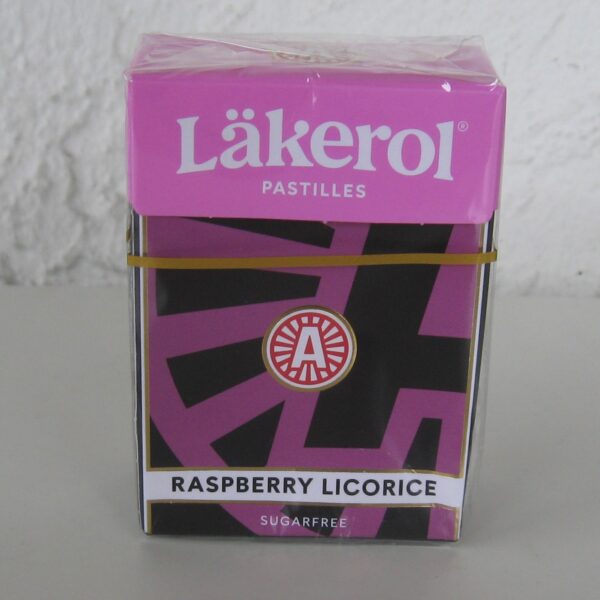 Läkerol®
PASTILLES
A
RASPBERRY LICORICE
SUGARFREE